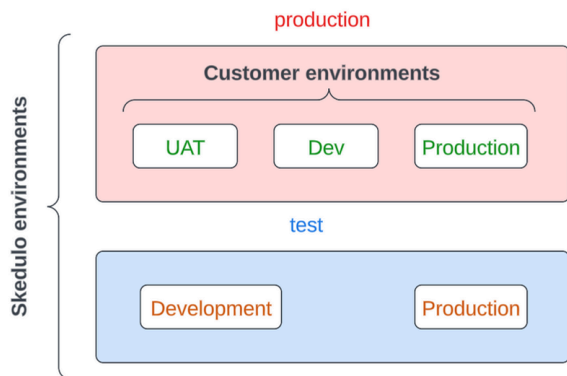 production
Skedulo environments
Customer environments
UAT
Dev
Production
test
Development
Production